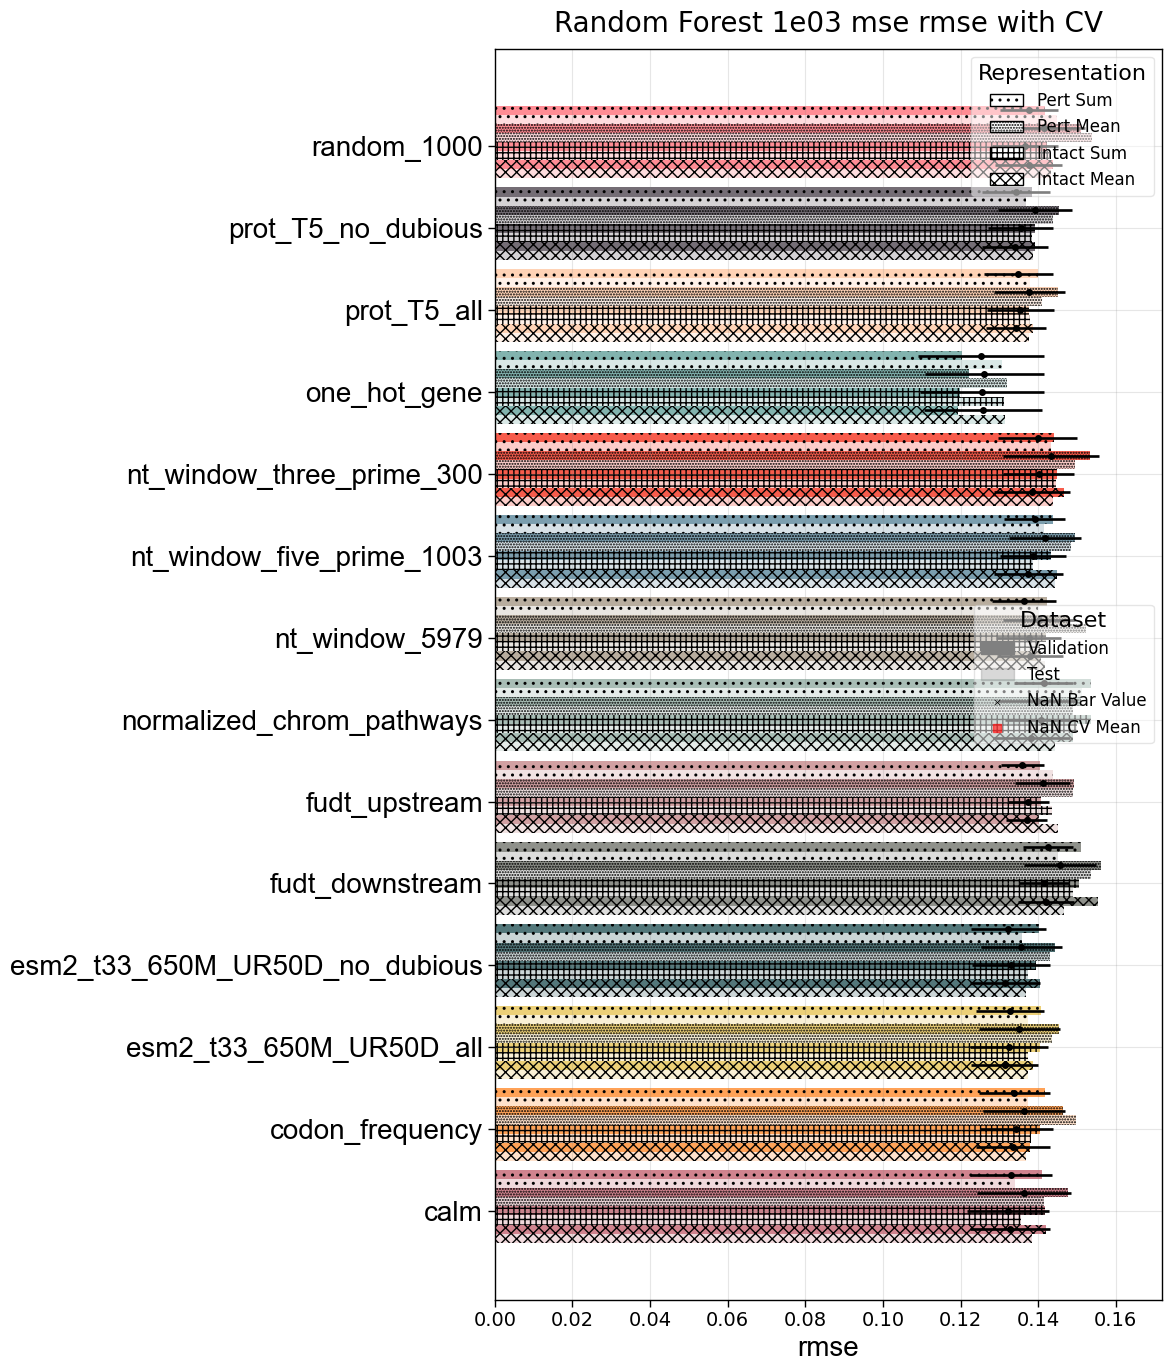 Random Forest 1e03 mse rmse with CV
Representation
Pert Sum
Pert Mean
Intact Sum
Intact Mean
random_1000
prot_T5_no_dubious
prot_T5_all
one_hot_gene
nt_window_three_prime_300
nt_window_five_prime_1003
nt_window_5979
Dataset
Validation
Test
NaN Bar Value
NaN CV Mean
normalized_chrom_pathways
fudt_upstream
fudt_downstream
esm2_t33_650M_UR50D_no_dubious
esm2_t33_650M_UR50D_all
codon_frequency
calm
0.00 0.02 0.04 0.06 0.08 0.10 0.12 0.14 0.16
rmse